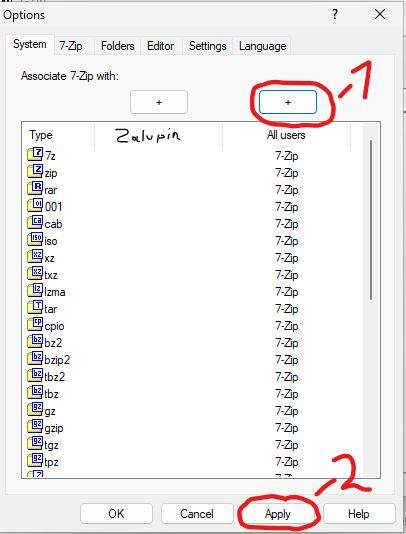 Options ? X
System 7-Zip Folders Editor Settings Language
Associate 7-Zip with:
+ + -1
Type Zalupin All users
7z 7-Zip
zip 7-Zip
rar 7-Zip
001 7-Zip
cab 7-Zip
iso 7-Zip
xz 7-Zip
txz 7-Zip
lzma 7-Zip
tar 7-Zip
cpio 7-Zip
bz2 7-Zip
bzip2 7-Zip
tbz2 7-Zip
tbz 7-Zip
gz 7-Zip
gzip 7-Zip
tgz 7-Zip
tpz 7-Zip
-2
OK Cancel Apply Help